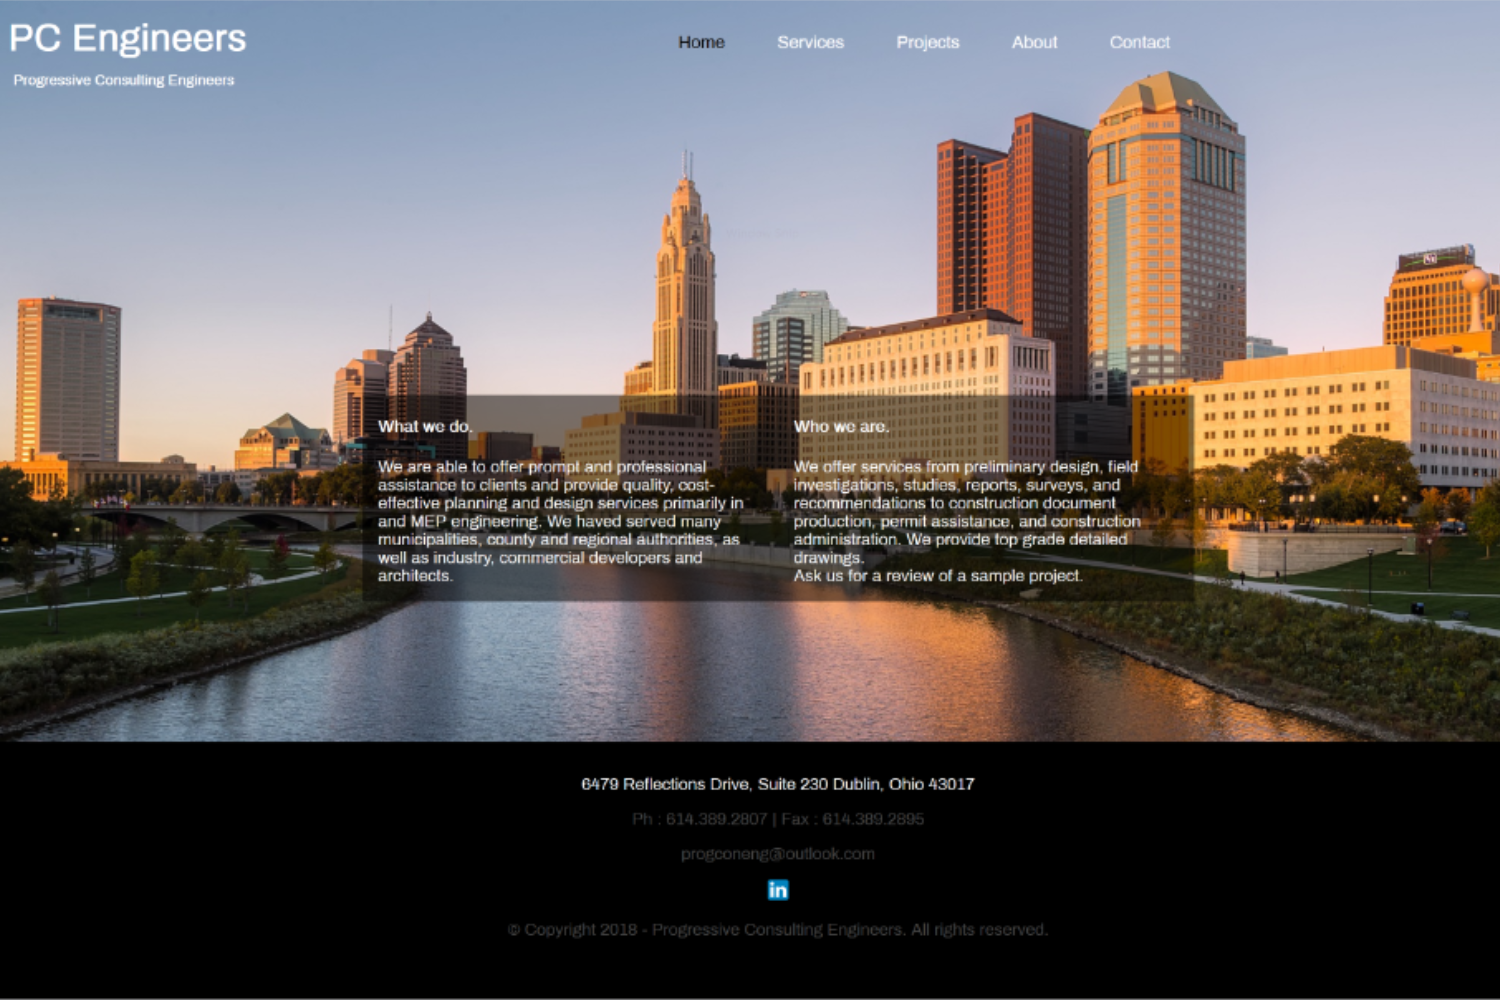 PC Engineers
Progressive Consulting Engineers
Home Services Projects About Contact
What we do.
We are able to offer prompt and professional
assistance to clients and provide quality, cost-
effective planning and design services primarily in
and MEP engineering. We haved served many
municipalities, county and regional authorities, as
well as industry, commercial developers and
architects.
Who we are.
We offer services from preliminary design, field
investigations, studies, reports, surveys, and
recommendations to construction document
production, permit assistance, and construction
administration. We provide top grade detailed
drawings.
Ask us for a review of a sample project.
6479 Reflections Drive, Suite 230 Dublin, Ohio 43017
Ph : 614.389.2807 | Fax : 614.389.2895
progconeng@outlook.com
in
© Copyright 2018 - Progressive Consulting Engineers. All rights reserved.